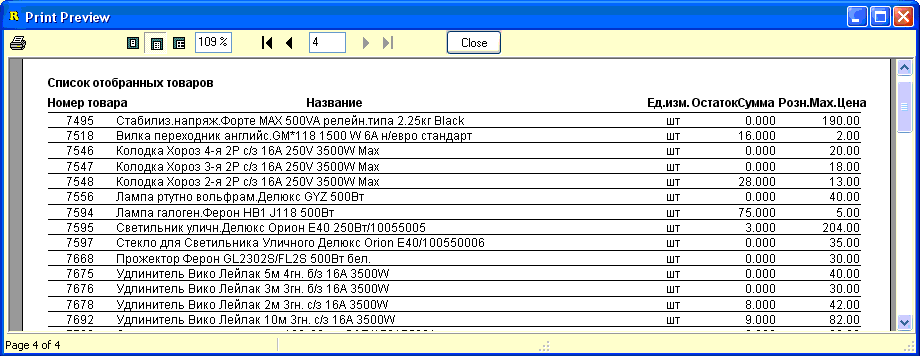 Print Preview
109 %
4
Close
Список отобранных товаров
Номер товара Название Ед.изм. ОстатокСумма Розн.Мах.Цена
7495 Стабилиз.напряж.Форте MAX 500VA релейн.типа 2.25кг Black шт 0.000 190.00
7518 Вилка переходник английс.GM*118 1500 W 6A н/евро стандарт шт 16.000 2.00
7546 Колодка Хороз 4-я 2P с/з 16А 250V 3500W Max шт 0.000 20.00
7547 Колодка Хороз 3-я 2P с/з 16А 250V 3500W Max шт 0.000 18.00
7548 Колодка Хороз 2-я 2P с/з 16А 250V 3500W Max шт 28.000 13.00
7556 Лампа ртутно вольфрам.Делюкс GYZ 500Вт шт 0.000 40.00
7594 Лампа галоген.Ферон HB1 J118 500Вт шт 75.000 5.00
7595 Светильник уличн.Делюкс Орион E40 250Вт/10055005 шт 3.000 204.00
7597 Стекло для Светильника Уличного Делюкс Orion E40/100550006 шт 0.000 35.00
7668 Прожектор Ферон GL2302S/FL2S 500Вт бел. шт 0.000 30.00
7675 Удлинитель Вико Лейлак 5м 4гн. б/з 16А 3500W шт 0.000 40.00
7676 Удлинитель Вико Лейлак 3м 3гн. б/з 16А 3500W шт 0.000 30.00
7678 Удлинитель Вико Лейлак 2м 3гн. с/з 16А 3500W шт 8.000 42.00
7692 Удлинитель Вико Лейлак 10м 3гн. с/з 16А 3500W шт 9.000 82.00
Page 4 of 4